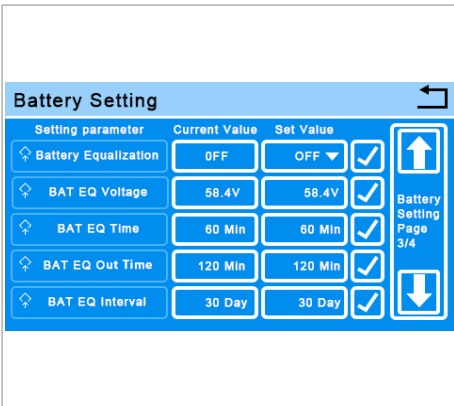 Battery Setting
Setting parameter Current Value Set Value
Battery Equalization 0FF OFF
BAT EQ Voltage 58.4V 58.4V
BAT EQ Time 60 Min 60 Min
BAT EQ Out Time 120 Min 120 Min
BAT EQ Interval 30 Day 30 Day
Battery
Setting
Page
3/4